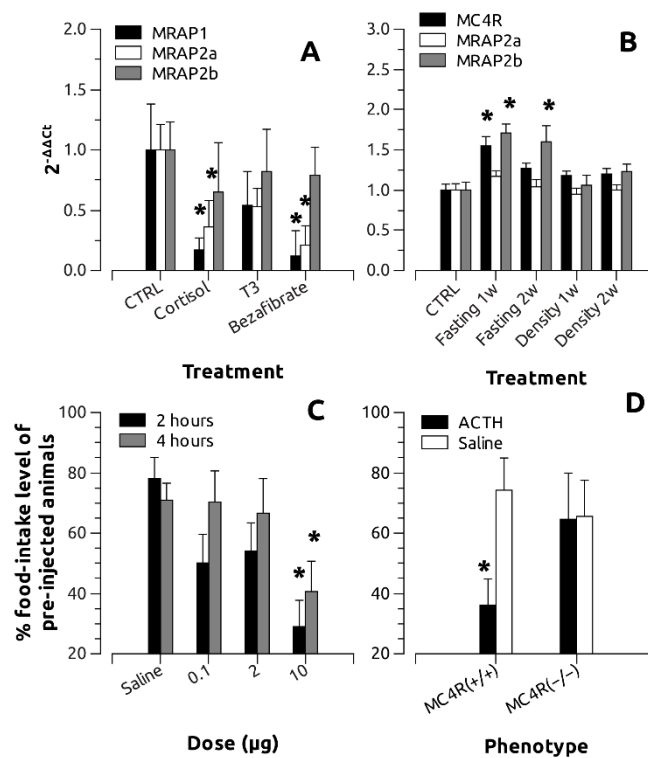 MRAP1
MRAP2a
MRAP2b
A
2.0
1.5
1.0
0.5
0.0
2^-ΔΔCt
* * * *
CTRL
Cortisol
T3
Bezafibrate
Treatment
MC4R
MRAP2a
MRAP2b
B
3.0
2.5
2.0
1.5
1.0
0.5
0.0
* * *
CTRL
Fasting 1w
Fasting 2w
Density 1w
Density 2w
Treatment
2 hours
4 hours
C
100
80
60
40
20
% food-intake level of
pre-injected animals
* *
Saline
0.1
2
10
Dose (µg)
ACTH
Saline
D
100
80
60
40
20
*
MC4R(+/+)
MC4R(−/−)
Phenotype